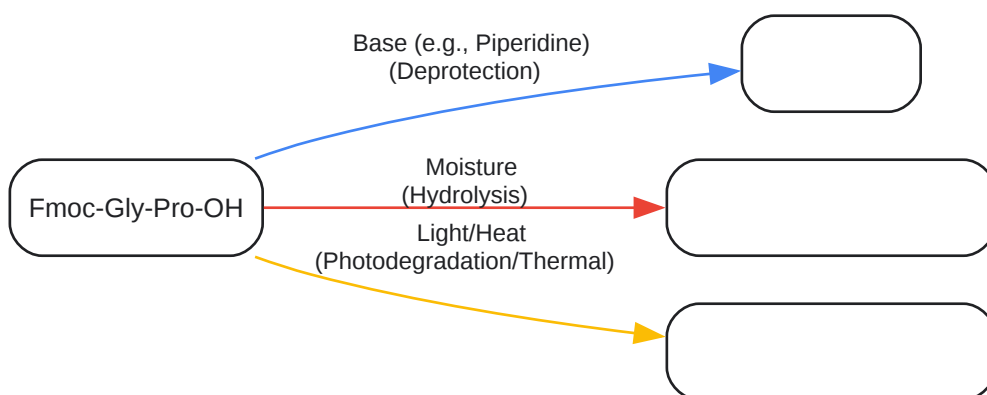 Base (e.g., Piperidine)
(Deprotection)
Fmoc-Gly-Pro-OH
Moisture
(Hydrolysis)
Light/Heat
(Photodegradation/Thermal)